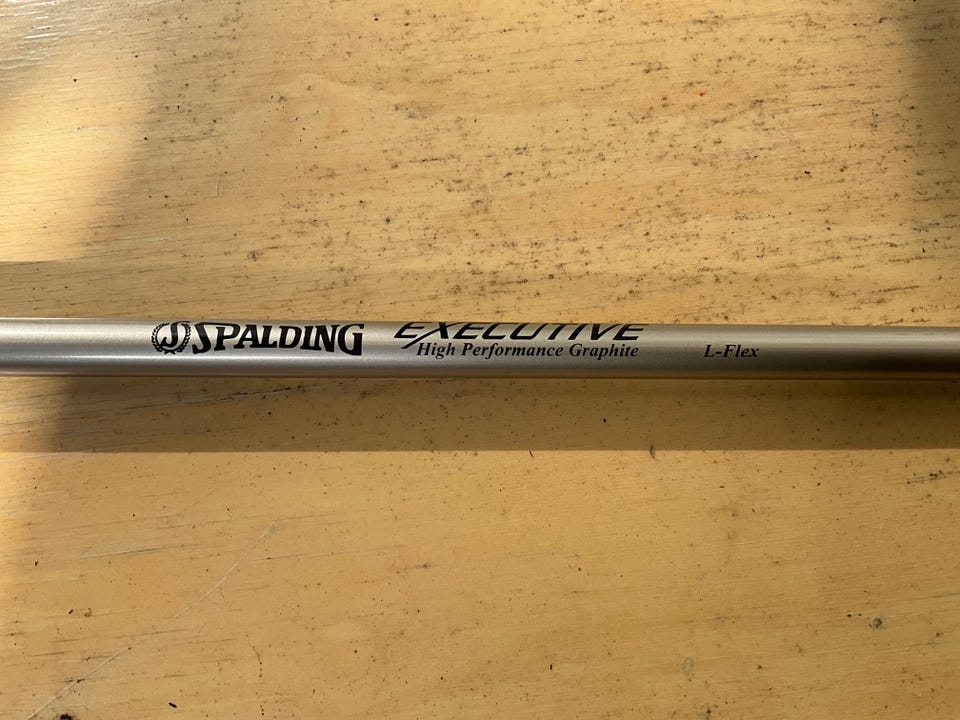 SPALDING EXECUTIVE
High Performance Graphite L-Flex